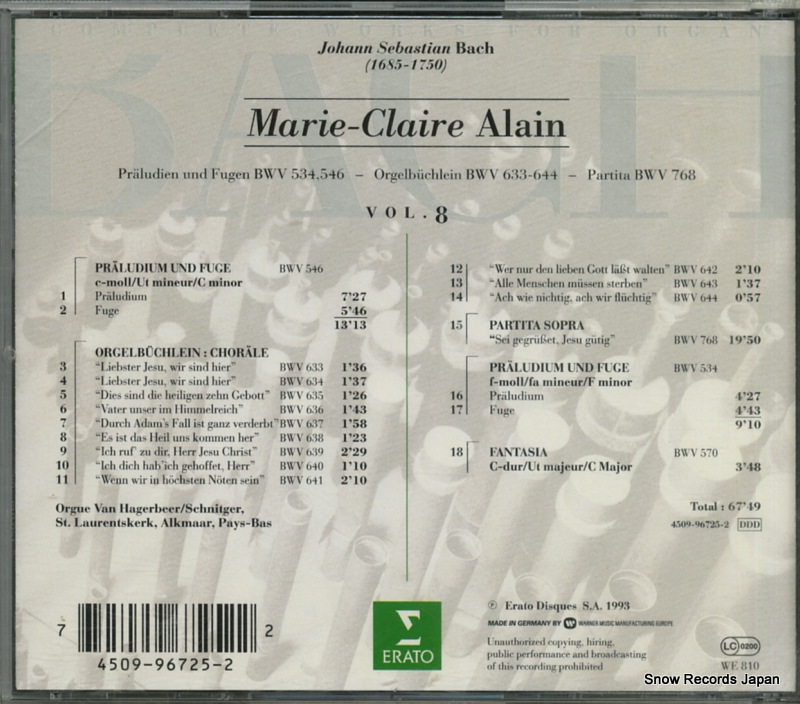 COMPLETE WORKS FOR ORGAN
BACH
Johann Sebastian Bach
(1685-1750)
Marie-Claire Alain
Präludien und Fugen BWV 534,546 – Orgelbüchlein BWV 633-644 – Partita BWV 768
VOL. 8
PRÄLUDIUM UND FUGE BWV 546
c-moll/Ut mineur/C minor
1 Präludium 7'27
2 Fuge 5'46
13'13
ORGELBÜCHLEIN : CHORÄLE
3 "Liebster Jesu, wir sind hier" BWV 633 1'36
4 "Liebster Jesu, wir sind hier" BWV 634 1'37
5 "Dies sind die heiligen zehn Gebott" BWV 635 1'26
6 "Vater unser im Himmelreich" BWV 636 1'43
7 "Durch Adam's Fall ist ganz verderbt" BWV 637 1'58
8 "Es ist das Heil uns kommen her" BWV 638 1'23
9 "Ich ruf' zu dir, Herr Jesu Christ" BWV 639 2'29
10 "Ich dich hab'ich gehoffet, Herr" BWV 640 1'10
11 "Wenn wir in höchsten Nöten sein" BWV 641 2'10
Orgue Van Hagerbeer/Schnitger,
St. Laurentskerk, Alkmaar, Pays-Bas
12 "Wer nur den lieben Gott läßt walten" BWV 642 2'10
13 "Alle Menschen müssen sterben" BWV 643 1'37
14 "Ach wie nichtig, ach wir flüchtig" BWV 644 0'57
15 PARTITA SOPRA
"Sei gegrüßet, Jesu gütig" BWV 768 19'50
PRÄLUDIUM UND FUGE BWV 534
f-moll/fa mineur/F minor
16 Präludium 4'27
17 Fuge 4'43
9'10
18 FANTASIA BWV 570
C-dur/Ut majeur/C Major 3'48
Total : 67'49
4509-96725-2 DDD
7 4509-96725-2 2
ERATO
℗ Erato Disques S.A. 1993
MADE IN GERMANY BY WARNER MUSIC MANUFACTURING EUROPE
Unauthorized copying, hiring,
public performance and broadcasting
of this recording prohibited
LC 0200
WE 810
Snow Records Japan